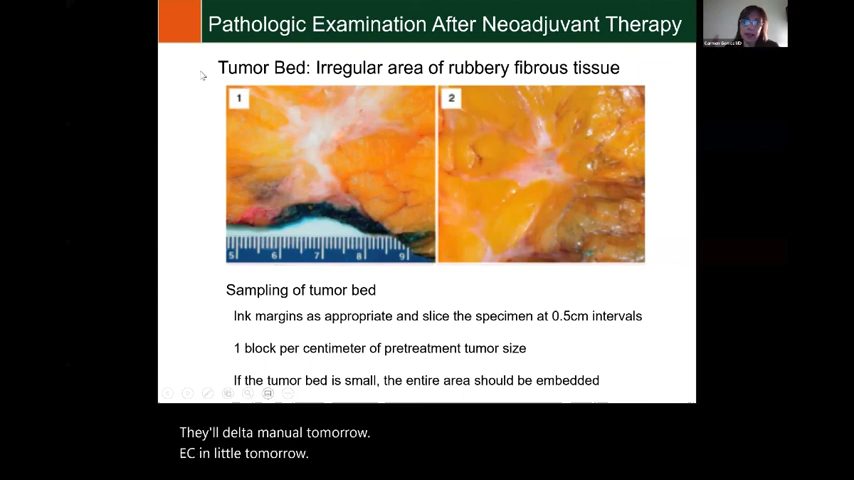 Pathologic Examination After Neoadjuvant Therapy
Tumor Bed: Irregular area of rubbery fibrous tissue
1
2
5 6 7 8 9
Sampling of tumor bed
Ink margins as appropriate and slice the specimen at 0.5cm intervals
1 block per centimeter of pretreatment tumor size
If the tumor bed is small, the entire area should be embedded
They'll delta manual tomorrow.
EC in little tomorrow.